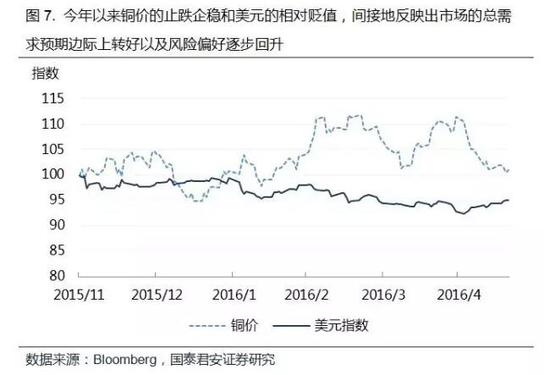 图 7. 今年以来铜价的止跌企稳和美元的相对贬值，间接地反映出市场的总需
求预期边际上转好以及风险偏好逐步回升
指数
115
110
105
100
95
90
85
80
2015/11 2015/12 2016/1 2016/2 2016/3 2016/4
铜价 美元指数
数据来源：Bloomberg，国泰君安证券研究